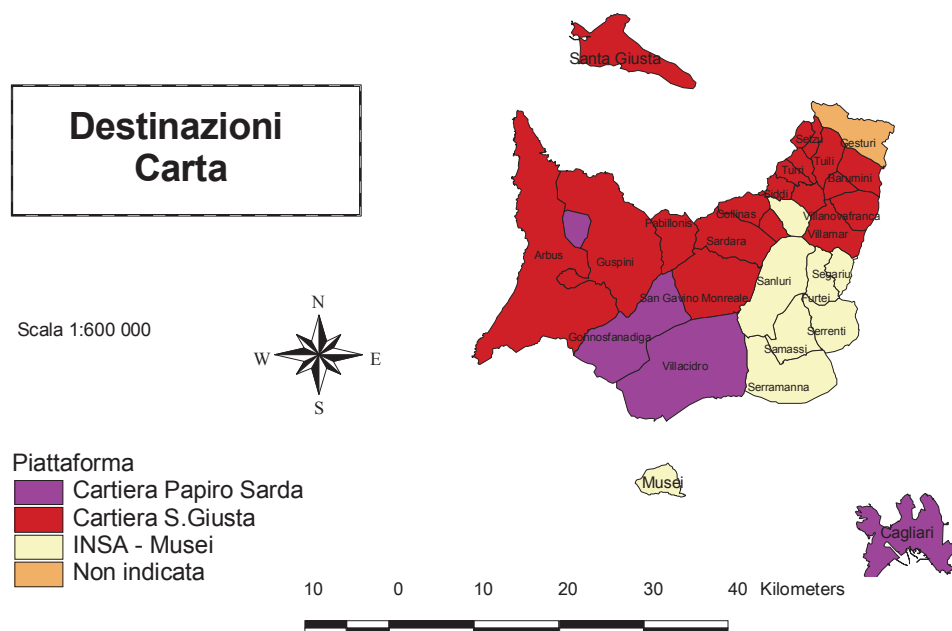 Santa Giusta
Destinazioni
Carta
Setzu
Gesturi
Tuili
Turri
Barumini
Siddi
Collinas
Villanovafranca
Pabillonis
Villamar
Sardara
Arbus
Guspini
Segariu
Sanluri
San Gavino Monreale
Furtei
N
Scala 1:600 000
Gonnosfanadiga
Serrenti
Samassi
W
E
Villacidro
Serramanna
S
Piattaforma
Musei
Cartiera Papiro Sarda
Cartiera S.Giusta
Cagliari
INSA - Musei
Non indicata
10 0 10 20 30 40 Kilometers